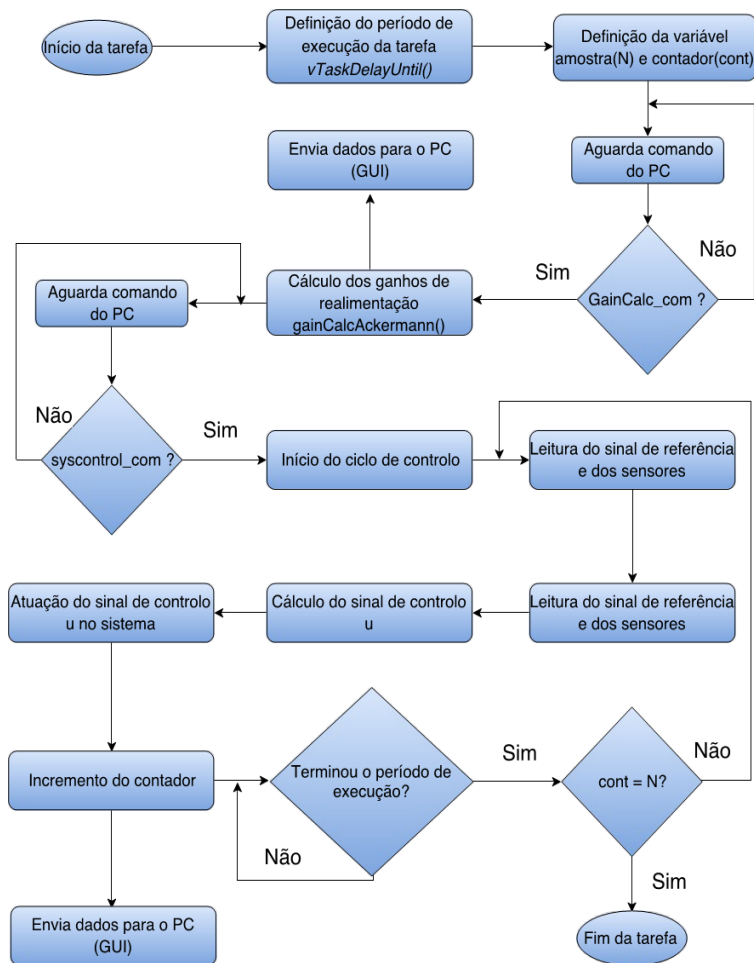 Início da tarefa
Definição do período de
execução da tarefa
vTaskDelayUntil()
Definição da variável
amostra(N) e contador(cont)
Aguarda comando
do PC
GainCalc_com ?
Não
Sim
Cálculo dos ganhos de
realimentação
gainCalcAckermann()
Envia dados para o PC
(GUI)
Aguarda comando
do PC
syscontrol_com ?
Não
Sim
Início do ciclo de controlo
Leitura do sinal de referência
e dos sensores
Leitura do sinal de referência
e dos sensores
Cálculo do sinal de controlo
u
Atuação do sinal de controlo
u no sistema
Incremento do contador
Envia dados para o PC
(GUI)
Terminou o período de
execução?
Não
Sim
cont = N?
Não
Sim
Fim da tarefa